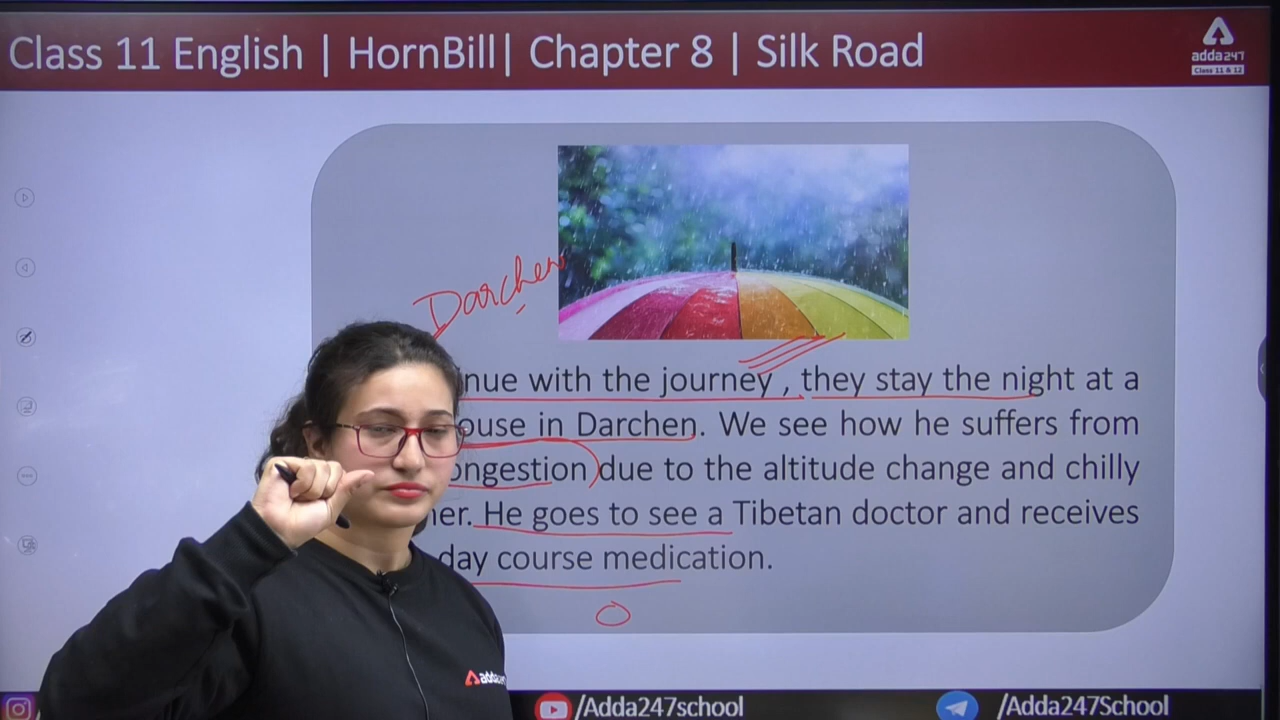 Class 11 English | HornBill| Chapter 8 | Silk Road
adda247
Class 11 & 12
Darchen
nue with the journey , they stay the night at a
ouse in Darchen. We see how he suffers from
ongestion due to the altitude change and chilly
her. He goes to see a Tibetan doctor and receives
day course medication.
adda247
/Adda247school
/Adda247School